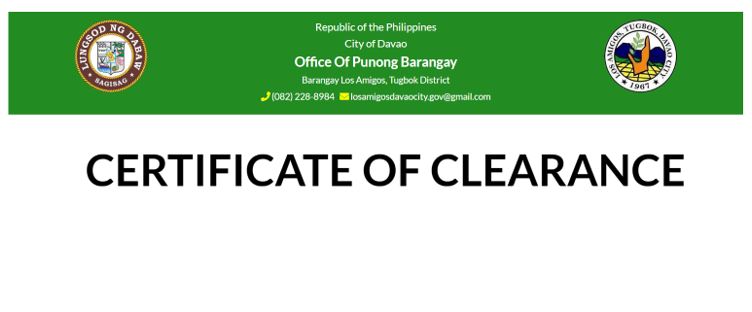 LUNGSOD NG DABAW
SAGISAG
Republic of the Philippines
City of Davao
Office Of Punong Barangay
Barangay Los Amigos, Tugbok District
(082) 228-8984 losamigosdavaocity.gov@gmail.com
LOS AMIGOS, TUGBOK, DAVAO CITY
1967
CERTIFICATE OF CLEARANCE